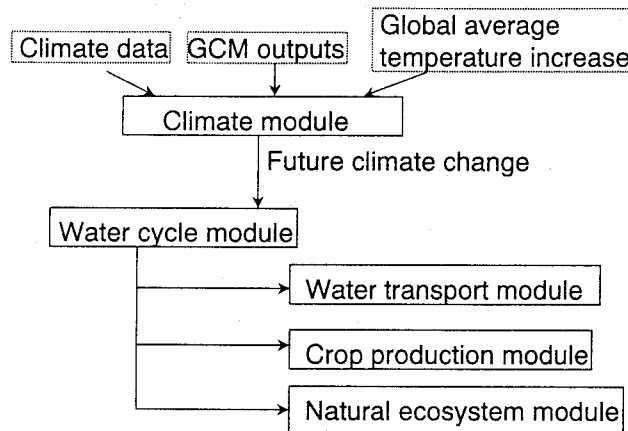 Climate data
GCM outputs
Global average
temperature increase
Climate module
Future climate change
Water cycle module
Water transport module
Crop production module
Natural ecosystem module